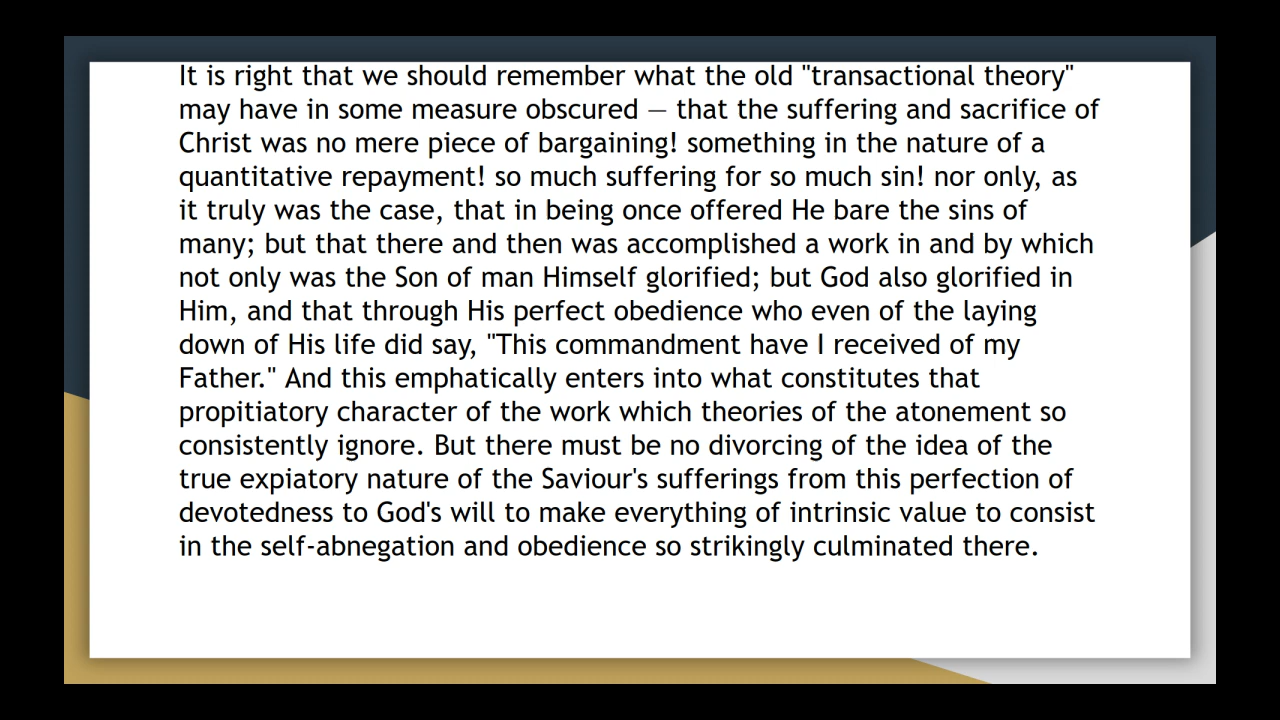 It is right that we should remember what the old "transactional theory"
may have in some measure obscured — that the suffering and sacrifice of
Christ was no mere piece of bargaining! something in the nature of a
quantitative repayment! so much suffering for so much sin! nor only, as
it truly was the case, that in being once offered He bare the sins of
many; but that there and then was accomplished a work in and by which
not only was the Son of man Himself glorified; but God also glorified in
Him, and that through His perfect obedience who even of the laying
down of His life did say, "This commandment have I received of my
Father." And this emphatically enters into what constitutes that
propitiatory character of the work which theories of the atonement so
consistently ignore. But there must be no divorcing of the idea of the
true expiatory nature of the Saviour's sufferings from this perfection of
devotedness to God's will to make everything of intrinsic value to consist
in the self-abnegation and obedience so strikingly culminated there.